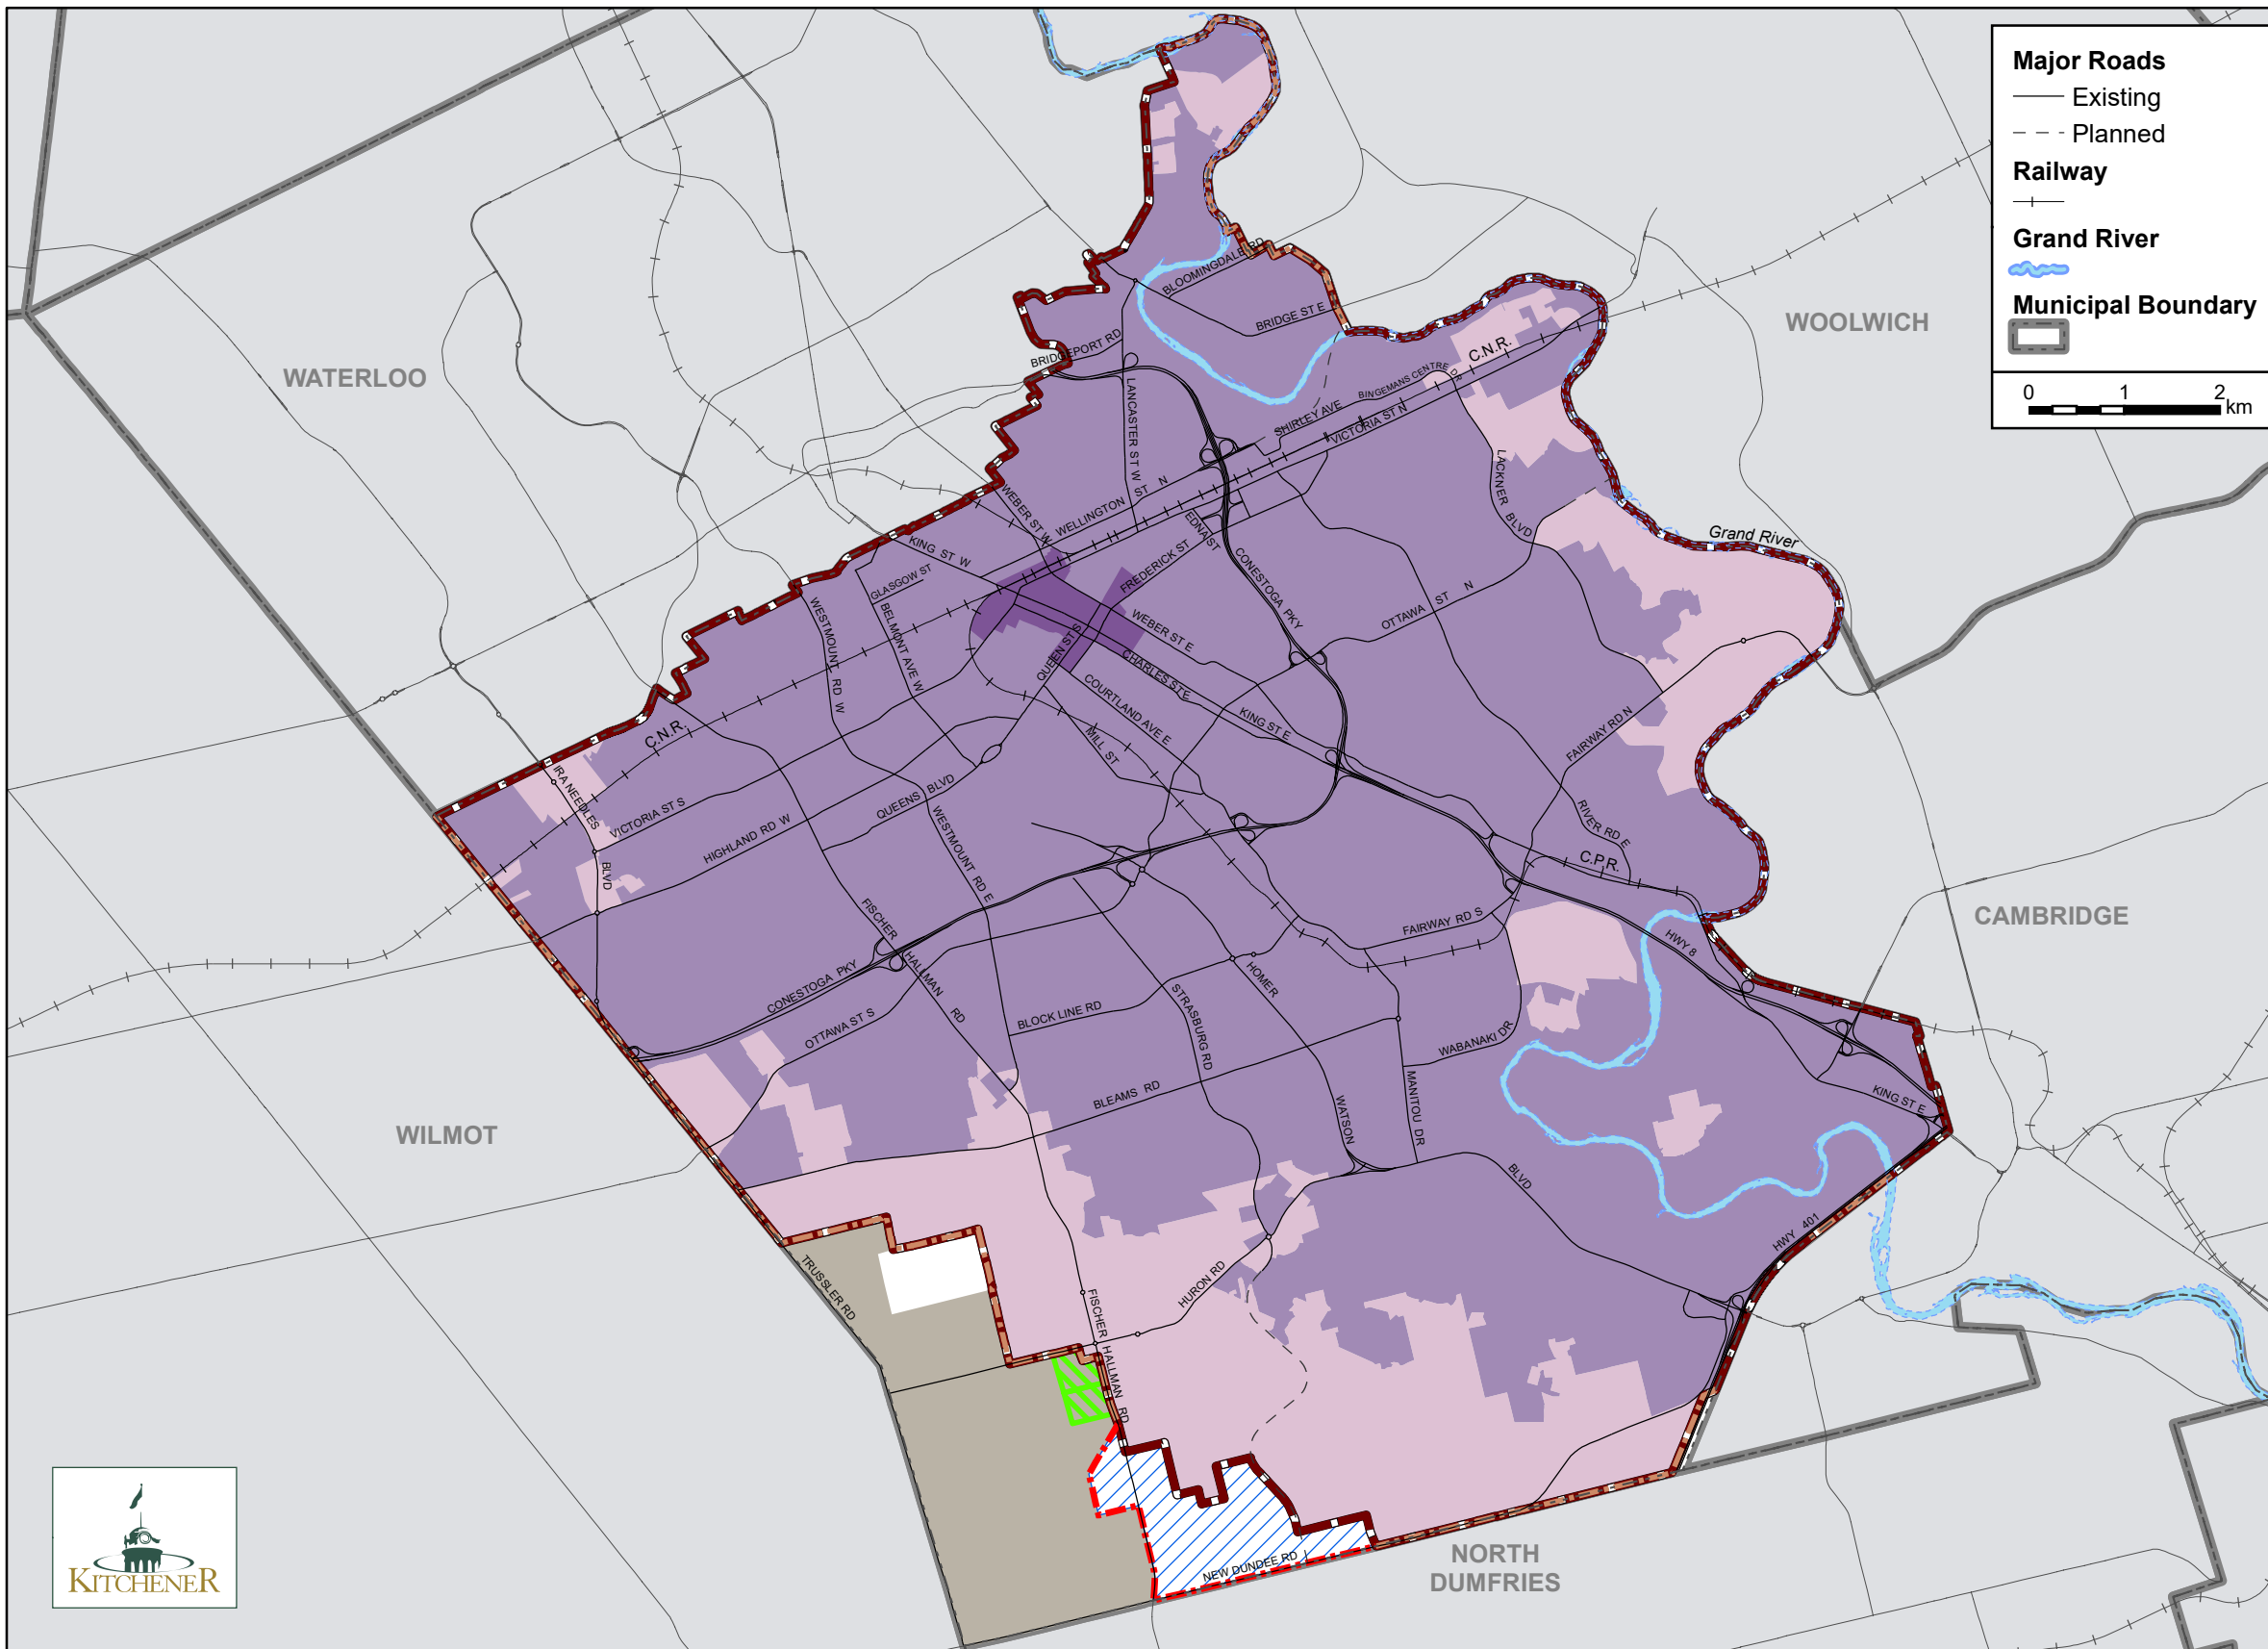 Major Roads
Existing
Planned
Railway
Grand River
Municipal Boundary
0 1 2
km
WATERLOO
WOOLWICH
CAMBRIDGE
WILMOT
NORTH
DUMFRIES
BLOOMINGDALE RD
BRIDGE ST E
BRIDGEPORT RD
LANCASTER ST W
C.N.R.
BINGEMANS CENTRE DR
SHIRLEY AVE
VICTORIA ST N
LACKNER BLVD
WEBER ST W
WELLINGTON ST N
KING ST W
EDNA ST
FREDERICK ST
CONESTOGA PKY
Grand River
GLASGOW ST
BELMONT AVE W
WESTMOUNT RD W
QUEEN ST S
WEBER ST E
CHARLES ST E
OTTAWA ST N
COURTLAND AVE E
KING ST E
MILL ST
FAIRWAY RD N
C.N.R.
IRA NEEDLES
BLVD
VICTORIA ST S
HIGHLAND RD W
QUEENS BLVD
WESTMOUNT RD E
RIVER RD E
C.P.R.
FISCHER
HALLMAN
RD
FAIRWAY RD S
HWY 8
CONESTOGA PKY
OTTAWA ST S
BLOCK LINE RD
STRASBURG RD
HOMER
WATSON
BLVD
WABANAKI DR
MANITOU DR
BLEAMS RD
KING ST E
HWY 401
TRUSSLER RD
HURON RD
FISCHER
HALLMAN RD
NEW DUNDEE RD
KITCHENER